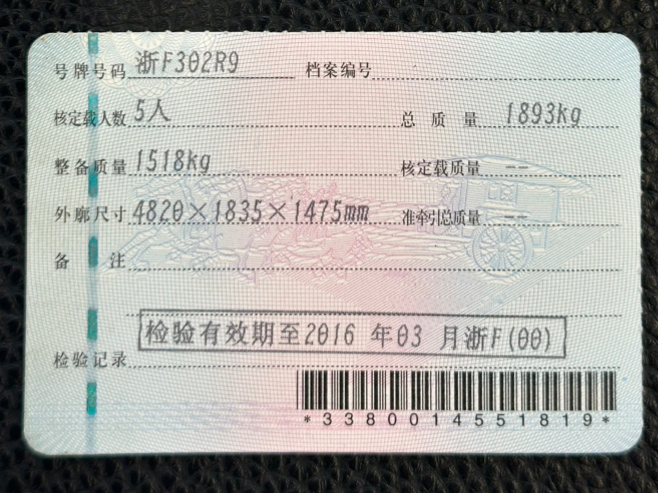 号牌号码 浙F302R9 档案编号
核定载人数 5人 总质量 1893kg
整备质量 1518kg 核定载质量 --
外廓尺寸 4820×1835×1475mm 准牵引总质量 --
备注
检验有效期至2016 年03 月浙F(00)
检验记录
*3380014551819*